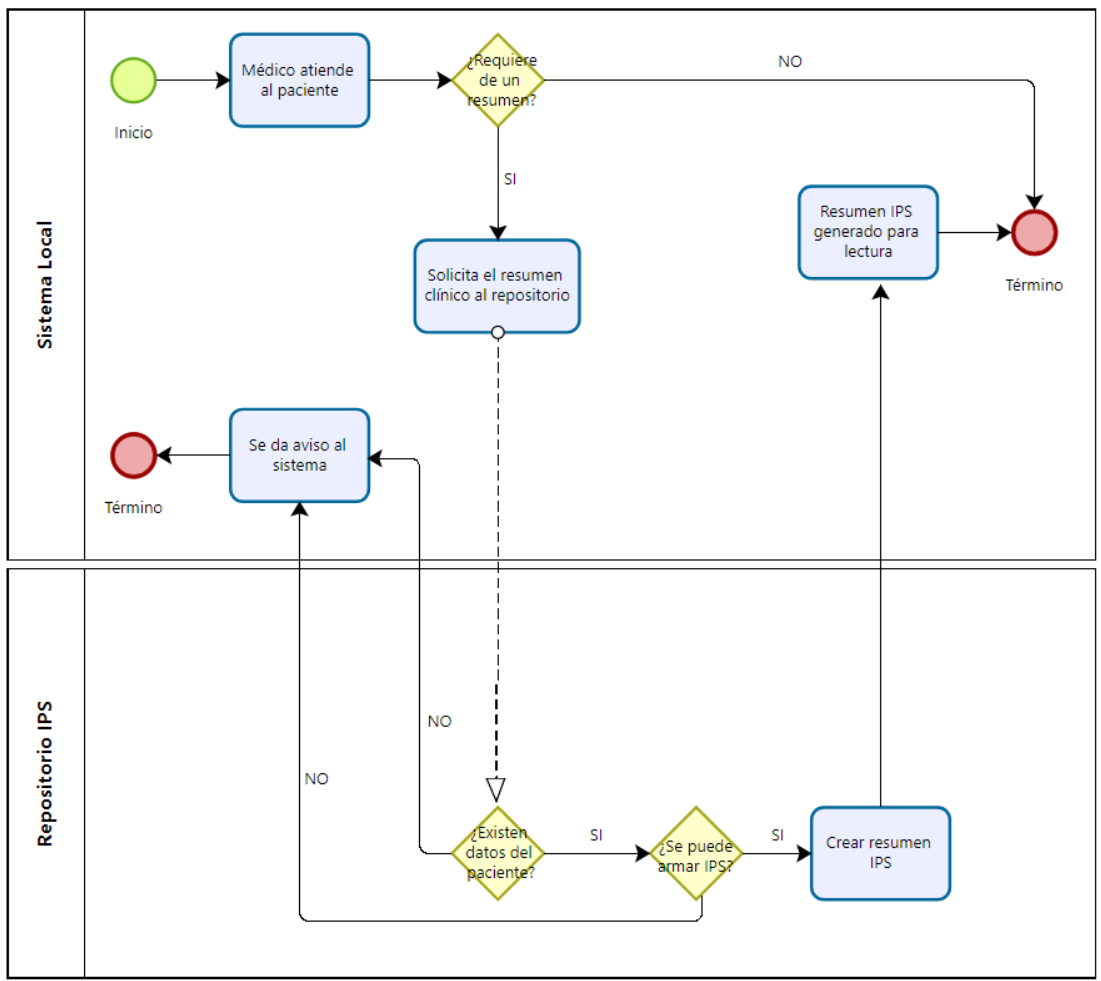 Sistema Local
Inicio
Médico atiende
al paciente
¿Requiere
de un
resumen?
NO
SI
Solicita el resumen
clínico al repositorio
Resumen IPS
generado para
lectura
Término
Se da aviso al
sistema
Término
Repositorio IPS
NO
NO
¿Existen
datos del
paciente?
SI
¿Se puede
armar IPS?
SI
Crear resumen
IPS